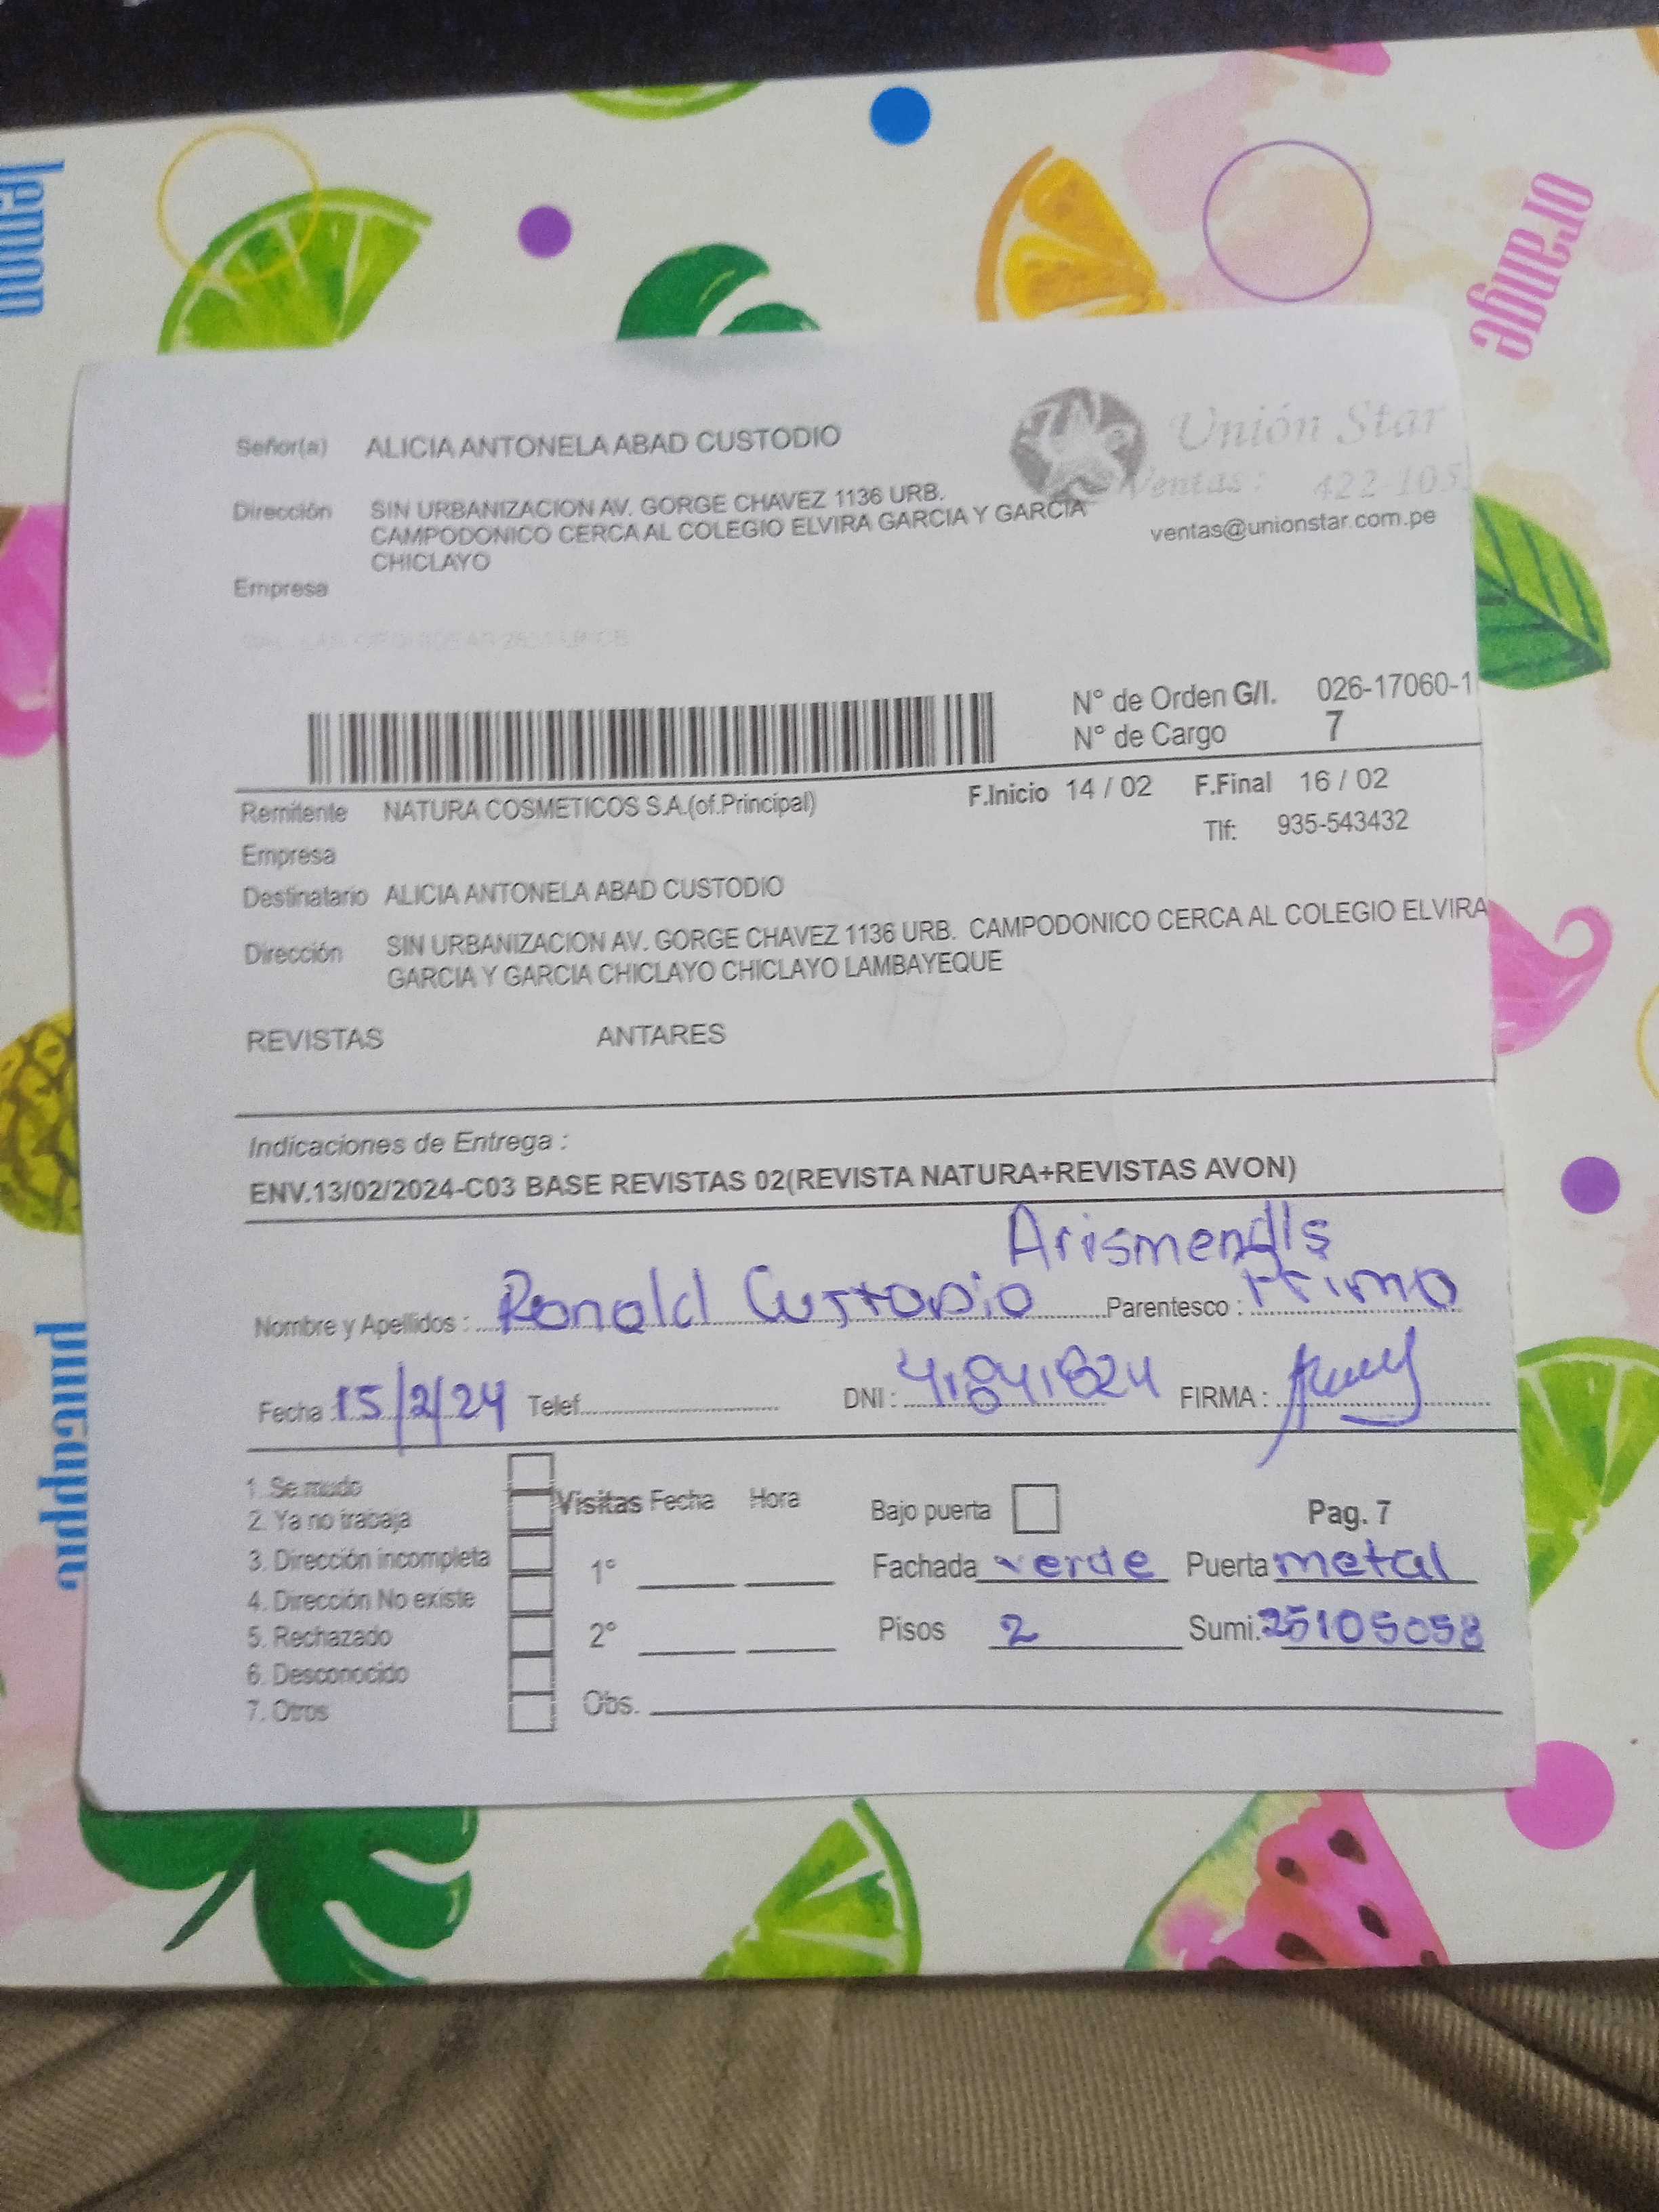 lemon
orange
Unión Star
Señor(a) ALICIA ANTONELA ABAD CUSTODIO
Ventas: 422-105
Dirección SIN URBANIZACION AV. GORGE CHAVEZ 1136 URB.
CAMPODONICO CERCA AL COLEGIO ELVIRA GARCIA Y GARCIA
CHICLAYO
ventas@unionstar.com.pe
Empresa
N° de Orden G/I. 026-17060-1
N° de Cargo 7
Remitente NATURA COSMETICOS S.A.(of.Principal) F.Inicio 14 / 02 F.Final 16 / 02
Tlf: 935-543432
Empresa
Destinatario ALICIA ANTONELA ABAD CUSTODIO
Dirección SIN URBANIZACION AV. GORGE CHAVEZ 1136 URB. CAMPODONICO CERCA AL COLEGIO ELVIRA
GARCIA Y GARCIA CHICLAYO CHICLAYO LAMBAYEQUE
REVISTAS ANTARES
Indicaciones de Entrega :
ENV.13/02/2024-C03 BASE REVISTAS 02(REVISTA NATURA+REVISTAS AVON)
Nombre y Apellidos : Ronald Custodio Parentesco : Primo
Fecha 15/2/24 Telef. DNI : 41841824 FIRMA :
1. Se mudo
2. Ya no trabaja
3. Dirección incompleta
4. Dirección No existe
5. Rechazado
6. Desconocido
7. Otros
Visitas Fecha Hora
1°
2°
Obs.
Bajo puerta Pag. 7
Fachada verde Puerta metal
Pisos 2 Sumi. 25105058
pineapple